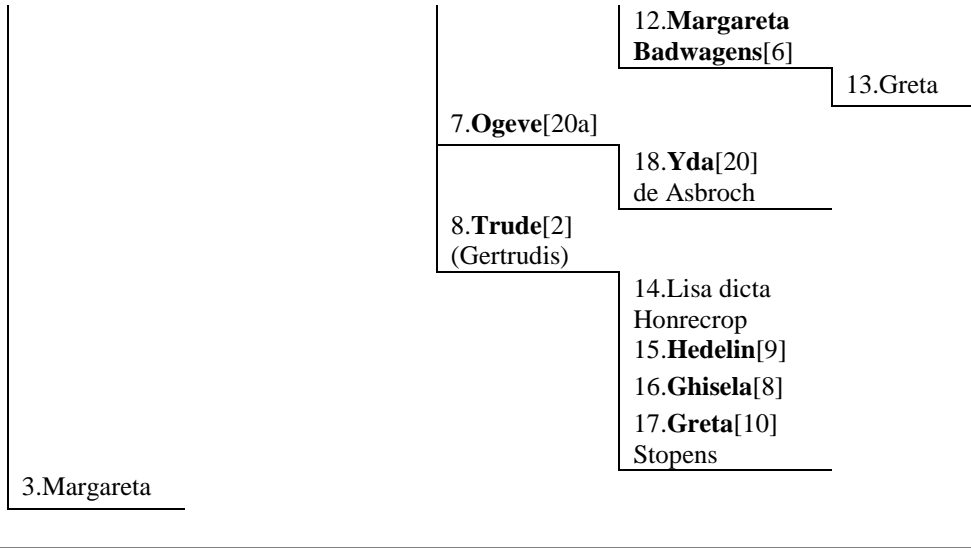 12.Margareta
Badwagens[6]
13.Greta
7.Ogeve[20a]
18.Yda[20]
de Asbroch
8.Trude[2]
(Gertrudis)
14.Lisa dicta
Honrecrop
15.Hedelin[9]
16.Ghisela[8]
17.Greta[10]
Stopens
3.Margareta